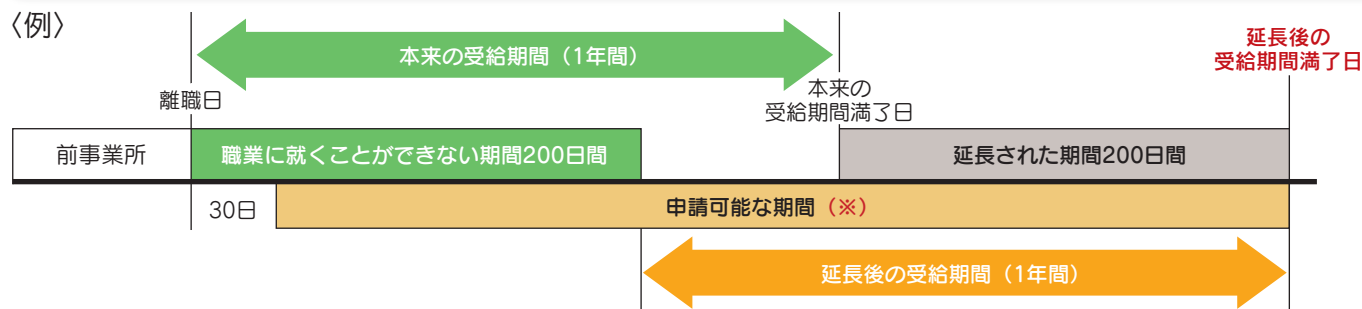 〈例〉
本来の受給期間（1年間）
延長後の
受給期間満了日
離職日
本来の
受給期間満了日
前事業所
職業に就くことができない期間200日間
延長された期間200日間
30日
申請可能な期間（※）
延長後の受給期間（1年間）